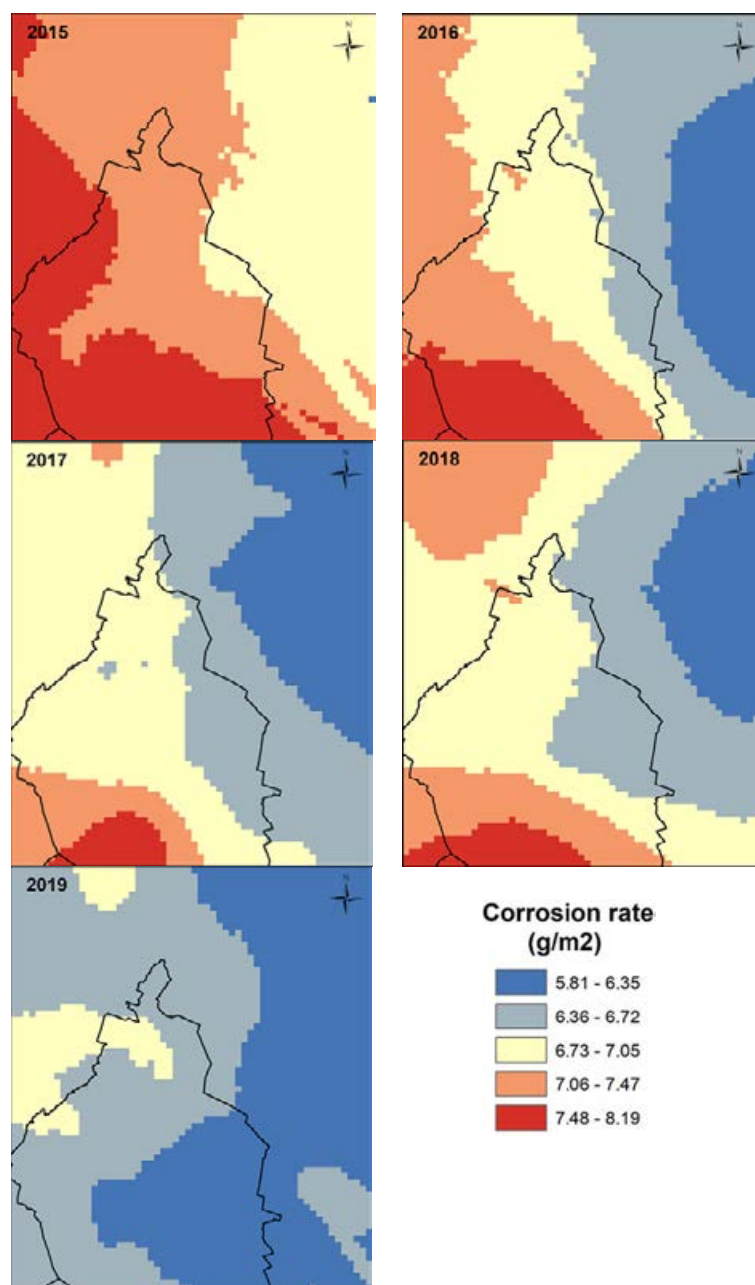 2015
N
2016
N
2017
N
2018
N
2019
N
Corrosion rate
(g/m2)
5.81 - 6.35
6.36 - 6.72
6.73 - 7.05
7.06 - 7.47
7.48 - 8.19